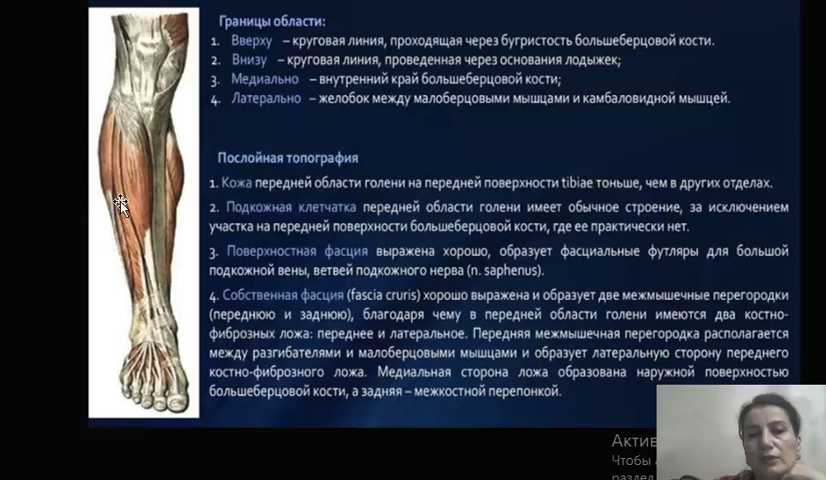 Границы области:
1. Вверху – круговая линия, проходящая через бугристость большеберцовой кости.
2. Внизу – круговая линия, проведенная через основания лодыжек;
3. Медиально – внутренний край большеберцовой кости;
4. Латерально – желобок между малоберцовыми мышцами и камбаловидной мышцей.
Послойная топография
1. Кожа передней области голени на передней поверхности tibiae тоньше, чем в других отделах.
2. Подкожная клетчатка передней области голени имеет обычное строение, за исключением
участка на передней поверхности большеберцовой кости, где ее практически нет.
3. Поверхностная фасция выражена хорошо, образует фасциальные футляры для большой
подкожной вены, ветвей подкожного нерва (n. saphenus).
4. Собственная фасция (fascia cruris) хорошо выражена и образует две межмышечные перегородки
(переднюю и заднюю), благодаря чему в передней области голени имеются два костно-
фиброзных ложа: переднее и латеральное. Передняя межмышечная перегородка располагается
между разгибателями и малоберцовыми мышцами и образует латеральную сторону переднего
костно-фиброзного ложа. Медиальная сторона ложа образована наружной поверхностью
большеберцовой кости, а задняя – межкостной перепонкой.
Актив
Чтобы
раздел